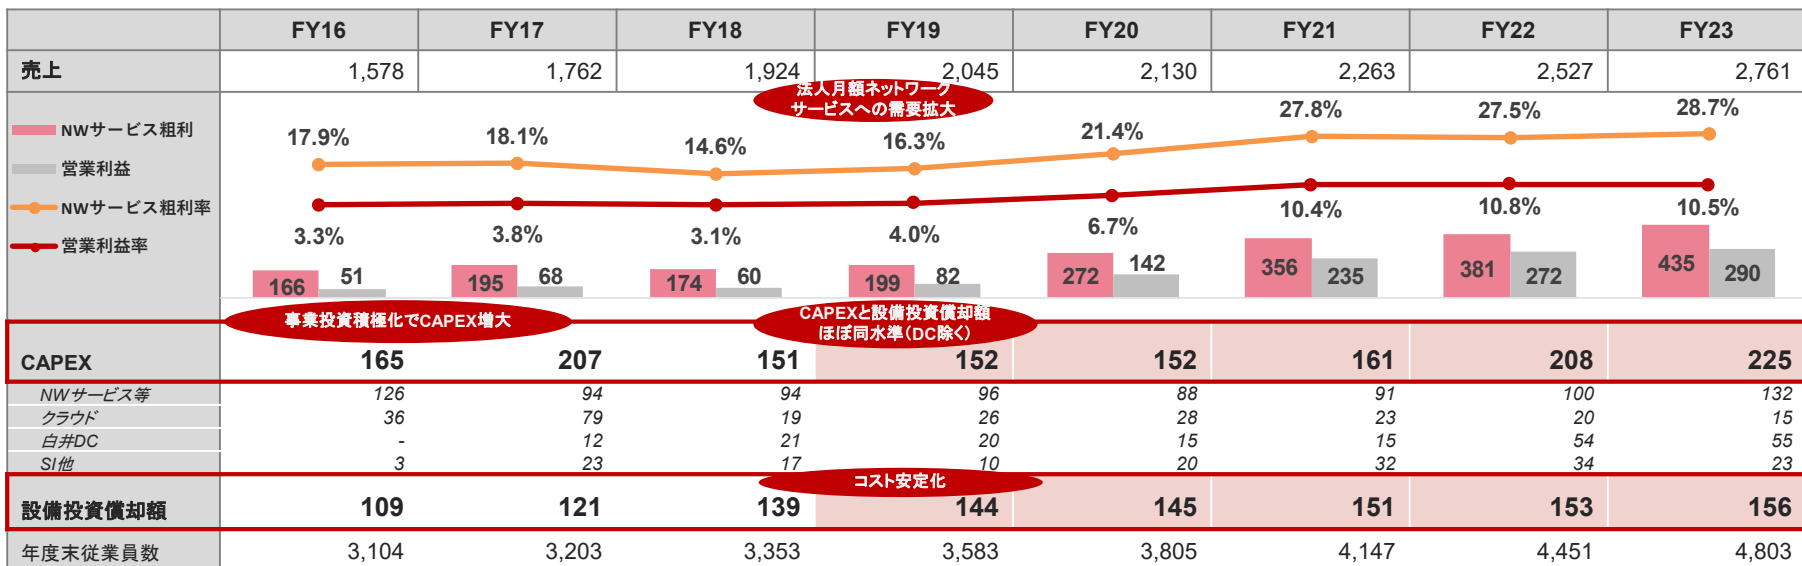 FY16 FY17 FY18 FY19 FY20 FY21 FY22 FY23
売上 1,578 1,762 1,924 2,045 2,130 2,263 2,527 2,761
法人月額ネットワーク
サービスへの需要拡大
NWサービス粗利
営業利益
NWサービス粗利率
営業利益率
17.9% 18.1% 14.6% 16.3% 21.4% 27.8% 27.5% 28.7%
3.3% 3.8% 3.1% 4.0% 6.7% 10.4% 10.8% 10.5%
166 51 195 68 174 60 199 82 272 142 356 235 381 272 435 290
事業投資積極化でCAPEX増大
CAPEXと設備投資償却額
ほぼ同水準(DC除く)
CAPEX 165 207 151 152 152 161 208 225
NWサービス等 126 94 94 96 88 91 100 132
クラウド 36 79 19 26 28 23 20 15
白井DC - 12 21 20 15 15 54 55
SI他 3 23 17 10 20 32 34 23
コスト安定化
設備投資償却額 109 121 139 144 145 151 153 156
年度末従業員数 3,104 3,203 3,353 3,583 3,805 4,147 4,451 4,803